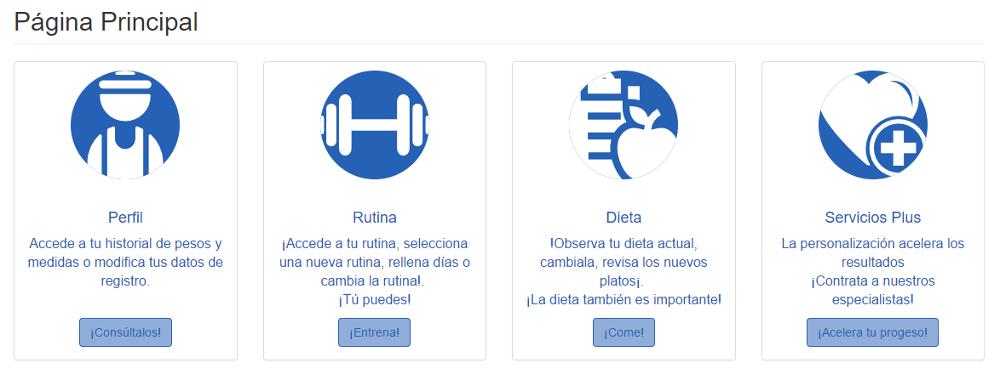 Página Principal
Perfil
Accede a tu historial de pesos y
medidas o modifica tus datos de
registro.
¡Consúltalos!
Rutina
¡Accede a tu rutina, selecciona
una nueva rutina, rellena días o
cambia la rutina!.
¡Tú puedes!
¡Entrena!
Dieta
!Observa tu dieta actual,
cambiala, revisa los nuevos
platos¡.
¡La dieta también es importante!
¡Come!
Servicios Plus
La personalización acelera los
resultados
¡Contrata a nuestros
especialistas!
¡Acelera tu progeso!